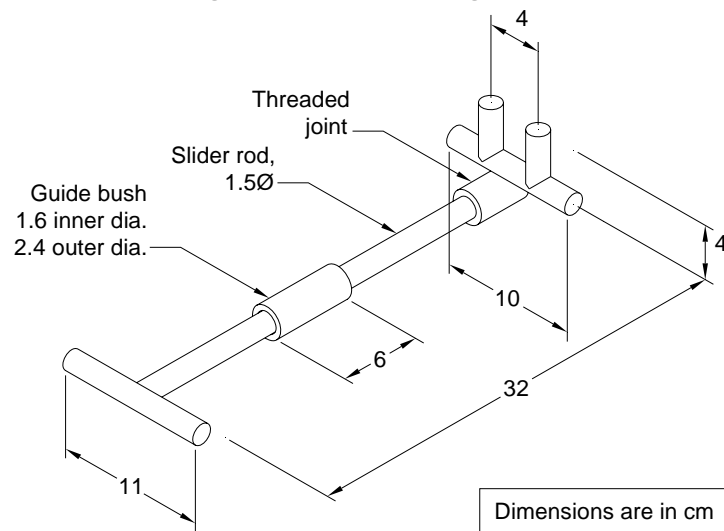 4
Threaded
joint
Slider rod,
1.5Ø
Guide bush
1.6 inner dia.
2.4 outer dia.
4
10
6
32
11
Dimensions are in cm